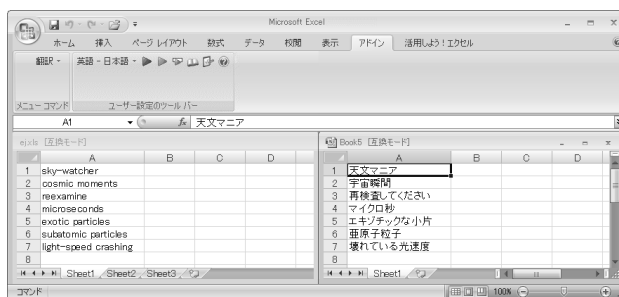 Microsoft Excel
ホーム 挿入 ページ レイアウト 数式 データ 校閲 表示 アドイン 活用しよう!エクセル
翻訳 英語 - 日本語
メニュー コマンド ユーザー設定のツール バー
A1 fx 天文マニア
ej.xls [互換モード]
A B C D
1 sky-watcher
2 cosmic moments
3 reexamine
4 microseconds
5 exotic particles
6 subatomic particles
7 light-speed crashing
8
Sheet1 Sheet2 Sheet3
Book5 [互換モード]
A B C D
1 天文マニア
2 宇宙瞬間
3 再検査してください
4 マイクロ秒
5 エキゾチックな小片
6 亜原子粒子
7 壊れている光速度
8
Sheet1
コマンド 100%